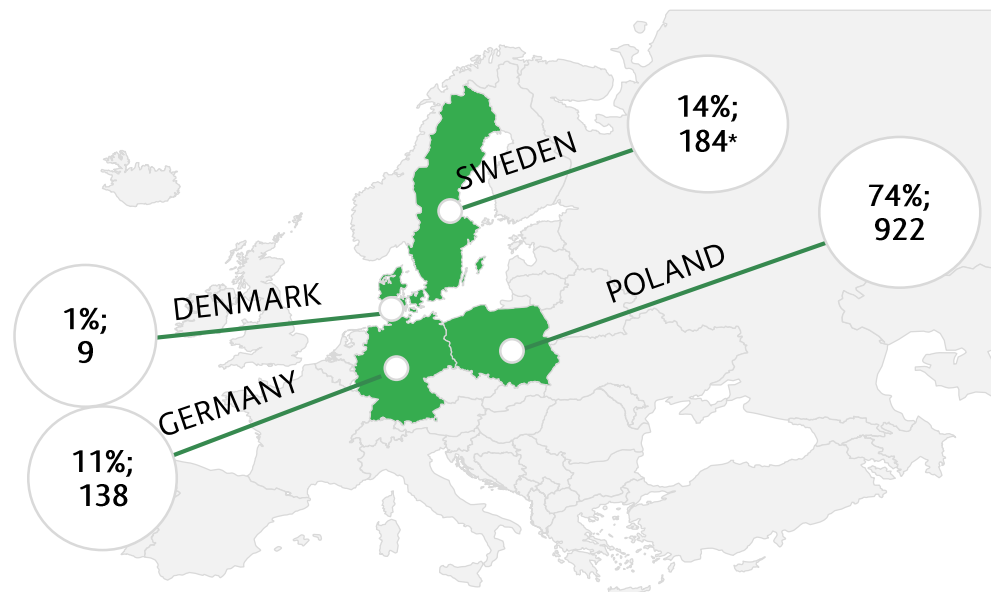 14%;
184*
SWEDEN
74%;
922
POLAND
DENMARK
1%;
9
GERMANY
11%;
138